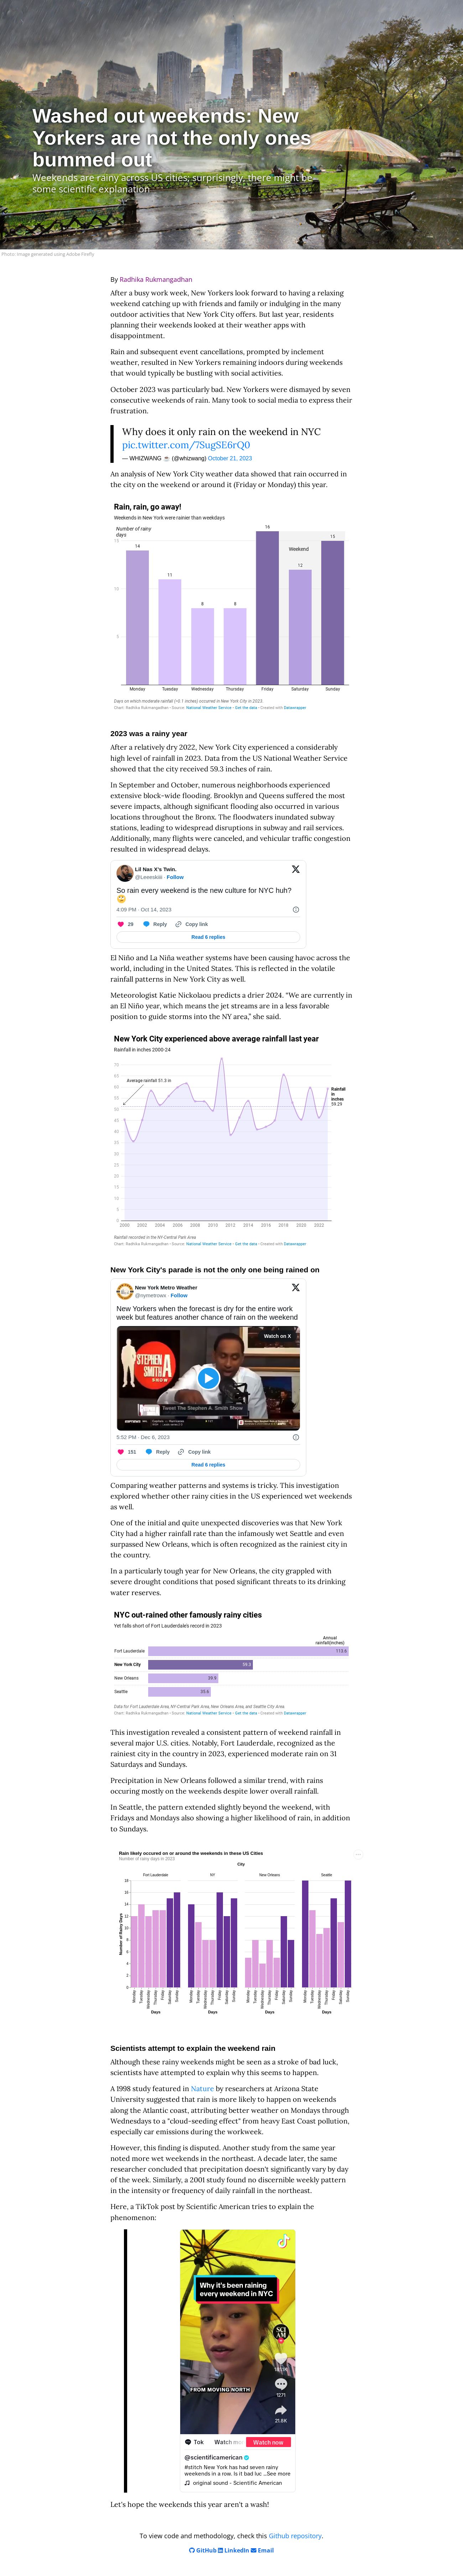 Washed out weekends: New
Yorkers are not the only ones
bummed out
Weekends are rainy across US cities; surprisingly, there might be
some scientific explanation
Photo: Image generated using Adobe Firefly
By Radhika Rukmangadhan
After a busy work week, New Yorkers look forward to having a relaxing
weekend catching up with friends and family or indulging in the many
outdoor activities that New York City offers. But last year, residents
planning their weekends looked at their weather apps with
disappointment.
Rain and subsequent event cancellations, prompted by inclement
weather, resulted in New Yorkers remaining indoors during weekends
that would typically be bustling with social activities.
October 2023 was particularly bad. New Yorkers were dismayed by seven
consecutive weekends of rain. Many took to social media to express their
frustration.
Why does it only rain on the weekend in NYC
pic.twitter.com/7SugSE6rQ0
— WHIZWANG ☕ (@whizwang) October 21, 2023
An analysis of New York City weather data showed that rain occurred in
the city on the weekend or around it (Friday or Monday) this year.
Rain, rain, go away!
Weekends in New York were rainier than weekdays
Number of rainy
days
15
10
5
14
11
8
8
16
12
15
Weekend
Monday Tuesday Wednesday Thursday Friday Saturday Sunday
Days on which moderate rainfall (>0.1 inches) occurred in New York City in 2023.
Chart: Radhika Rukmangadhan • Source: National Weather Service • Get the data • Created with Datawrapper
2023 was a rainy year
After a relatively dry 2022, New York City experienced a considerably
high level of rainfall in 2023. Data from the US National Weather Service
showed that the city received 59.3 inches of rain.
In September and October, numerous neighborhoods experienced
extensive block-wide flooding. Brooklyn and Queens suffered the most
severe impacts, although significant flooding also occurred in various
locations throughout the Bronx. The floodwaters inundated subway
stations, leading to widespread disruptions in subway and rail services.
Additionally, many flights were canceled, and vehicular traffic congestion
resulted in widespread delays.
Lil Nas X's Twin.
· Follow
So rain every weekend is the new culture for NYC huh?
🙄
4:09 PM · Oct 14, 2023
29 Reply Copy link
Read 6 replies
El Niño and La Niña weather systems have been causing havoc across the
world, including in the United States. This is reflected in the volatile
rainfall patterns in New York City as well.
Meteorologist Katie Nickolaou predicts a drier 2024. “We are currently in
an El Niño year, which means the jet streams are in a less favorable
position to guide storms into the NY area,” she said.
New York City experienced above average rainfall last year
Rainfall in inches 2000-24
70
65
60
55
50
45
40
35
30
25
20
15
10
5
0
Average rainfall 51.3 in
Rainfall
in
inches
59.29
2000 2002 2004 2006 2008 2010 2012 2014 2016 2018 2020 2022
Rainfall recorded in the NY-Central Park Area.
Chart: Radhika Rukmangadhan • Source: National Weather Service • Get the data • Created with Datawrapper
New York City's parade is not the only one being rained on
New York Metro Weather
@nymetrowx · Follow
New Yorkers when the forecast is dry for the entire work
week but features another chance of rain on the weekend
Watch on X
STEPHEN
A
SMITH
SHOW
Tweet The Stephen A. Smith Show
5:52 PM · Dec 6, 2023
151 Reply Copy link
Read 6 replies
Comparing weather patterns and systems is tricky. This investigation
explored whether other rainy cities in the US experienced wet weekends
as well.
One of the initial and quite unexpected discoveries was that New York
City had a higher rainfall rate than the infamously wet Seattle and even
surpassed New Orleans, which is often recognized as the rainiest city in
the country.
In a particularly tough year for New Orleans, the city grappled with
severe drought conditions that posed significant threats to its drinking
water reserves.
NYC out-rained other famously rainy cities
Yet falls short of Fort Lauderdale's record in 2023
Annual
rainfall(inches)
Fort Lauderdale 113.6
New York City 59.3
New Orleans 39.9
Seattle 35.6
Data for Fort Lauderdale Area, NY-Central Park Area, New Orleans Area, and Seattle City Area.
Chart: Radhika Rukmangadhan • Source: National Weather Service • Get the data • Created with Datawrapper
This investigation revealed a consistent pattern of weekend rainfall in
several major U.S. cities. Notably, Fort Lauderdale, recognized as the
rainiest city in the country in 2023, experienced moderate rain on 31
Saturdays and Sundays.
Precipitation in New Orleans followed a similar trend, with rains
occuring mostly on the weekends despite lower overall rainfall.
In Seattle, the pattern extended slightly beyond the weekend, with
Fridays and Mondays also showing a higher likelihood of rain, in addition
to Sundays.
Rain likely occured on or around the weekends in these US Cities
Number of rainy days in 2023
City
Fort Lauderdale NY New Orleans Seattle
Number of Rainy Days
18
16
14
12
10
8
6
4
2
0
Monday Tuesday Wednesday Thursday Friday Saturday Sunday
Monday Tuesday Wednesday Thursday Friday Saturday Sunday
Monday Tuesday Wednesday Thursday Friday Saturday Sunday
Monday Tuesday Wednesday Thursday Friday Saturday Sunday
Days Days Days Days
Scientists attempt to explain the weekend rain
Although these rainy weekends might be seen as a stroke of bad luck,
scientists have attempted to explain why this seems to happen.
A 1998 study featured in Nature by researchers at Arizona State
University suggested that rain is more likely to happen on weekends
along the Atlantic coast, attributing better weather on Mondays through
Wednesdays to a "cloud-seeding effect" from heavy East Coast pollution,
especially car emissions during the workweek.
However, this finding is disputed. Another study from the same year
noted more wet weekends in the northeast. A decade later, the same
researcher concluded that precipitation doesn't significantly vary by day
of the week. Similarly, a 2001 study found no discernible weekly pattern
in the intensity or frequency of daily rainfall in the northeast.
Here, a TikTok post by Scientific American tries to explain the
phenomenon:
Why it's been raining
every weekend in NYC
SCI
AM
1271
21.8K
FROM MOVING NORTH
Tok Watch mor Watch now
@scientificamerican
#stitch New York has had seven rainy
weekends in a row. Is it bad luc ...See more
original sound - Scientific American
Let's hope the weekends this year aren't a wash!
To view code and methodology, check this Github repository.
GitHub LinkedIn Email